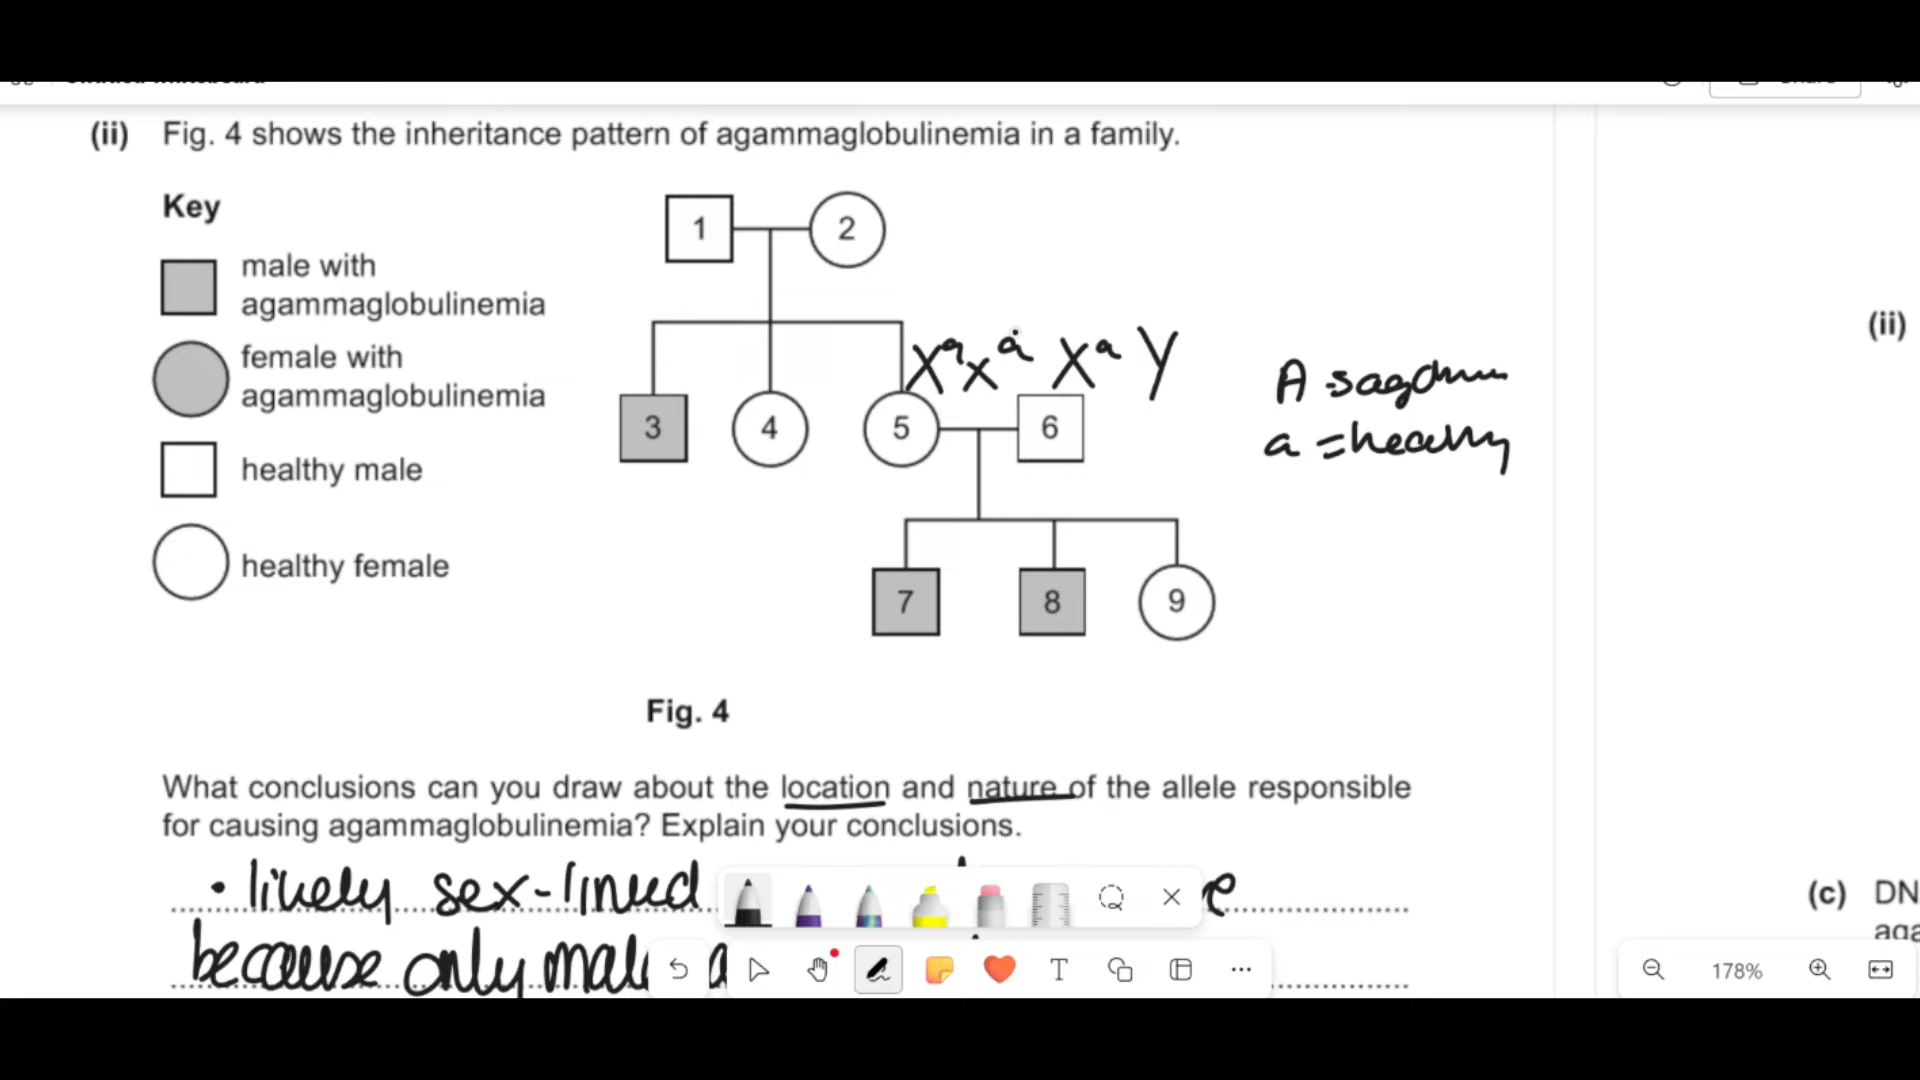 (ii) Fig. 4 shows the inheritance pattern of agammaglobulinemia in a family.
Key
male with
agammaglobulinemia
female with
agammaglobulinemia
healthy male
healthy female
1
2
XᵃXᵃ XᵃY
3
4
5
6
a = healthy
7
8
9
Fig. 4
What conclusions can you draw about the location and nature of the allele responsible
for causing agammaglobulinemia? Explain your conclusions.
• likely sex-linked
because only male
178%
(ii)
(c) DN
aga